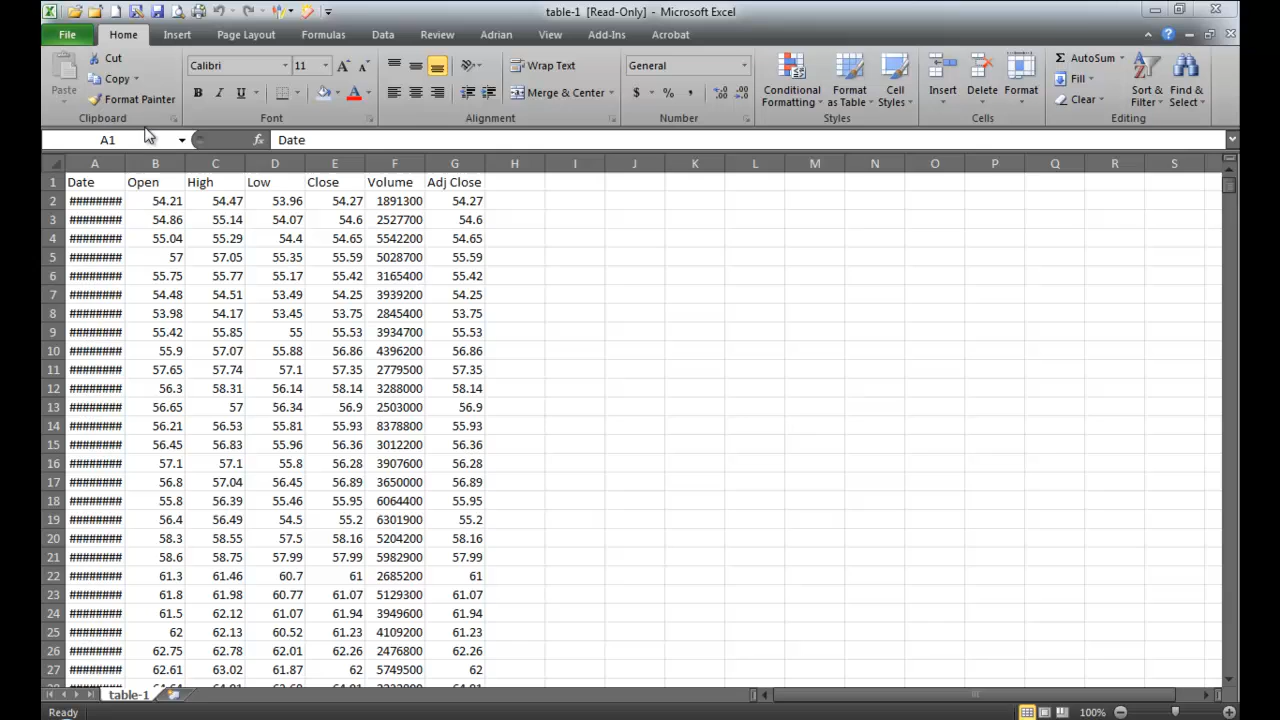 table-1 [Read-Only] - Microsoft Excel
File Home Insert Page Layout Formulas Data Review Adrian View Add-Ins Acrobat
Cut
Copy
Format Painter
Paste
Clipboard
Calibri 11
B I U A
Font
Wrap Text
Merge & Center
Alignment
General
$ % ,
Number
Conditional Formatting
Format as Table
Cell Styles
Styles
Insert Delete Format
Cells
Σ AutoSum
Fill
Clear
Sort & Filter
Find & Select
Editing
A1 fx Date
A B C D E F G H I J K L M N O P Q R S
1 Date Open High Low Close Volume Adj Close
2 ######## 54.21 54.47 53.96 54.27 1891300 54.27
3 ######## 54.86 55.14 54.07 54.6 2527700 54.6
4 ######## 55.04 55.29 54.4 54.65 5542200 54.65
5 ######## 57 57.05 55.35 55.59 5028700 55.59
6 ######## 55.75 55.77 55.17 55.42 3165400 55.42
7 ######## 54.48 54.51 53.49 54.25 3939200 54.25
8 ######## 53.98 54.17 53.45 53.75 2845400 53.75
9 ######## 55.42 55.85 55 55.53 3934700 55.53
10 ######## 55.9 57.07 55.88 56.86 4396200 56.86
11 ######## 57.65 57.74 57.1 57.35 2779500 57.35
12 ######## 56.3 58.31 56.14 58.14 3288000 58.14
13 ######## 56.65 57 56.34 56.9 2503000 56.9
14 ######## 56.21 56.53 55.81 55.93 8378800 55.93
15 ######## 56.45 56.83 55.96 56.36 3012200 56.36
16 ######## 57.1 57.1 55.8 56.28 3907600 56.28
17 ######## 56.8 57.04 56.45 56.89 3650000 56.89
18 ######## 55.8 56.39 55.46 55.95 6064400 55.95
19 ######## 56.4 56.49 54.5 55.2 6301900 55.2
20 ######## 58.3 58.55 57.5 58.16 5204200 58.16
21 ######## 58.6 58.75 57.99 57.99 5982900 57.99
22 ######## 61.3 61.46 60.7 61 2685200 61
23 ######## 61.8 61.98 60.77 61.07 5129300 61.07
24 ######## 61.5 62.12 61.07 61.94 3949600 61.94
25 ######## 62 62.13 60.52 61.23 4109200 61.23
26 ######## 62.75 62.78 62.01 62.26 2476800 62.26
27 ######## 62.61 63.02 61.87 62 5749500 62
table-1
Ready 100%